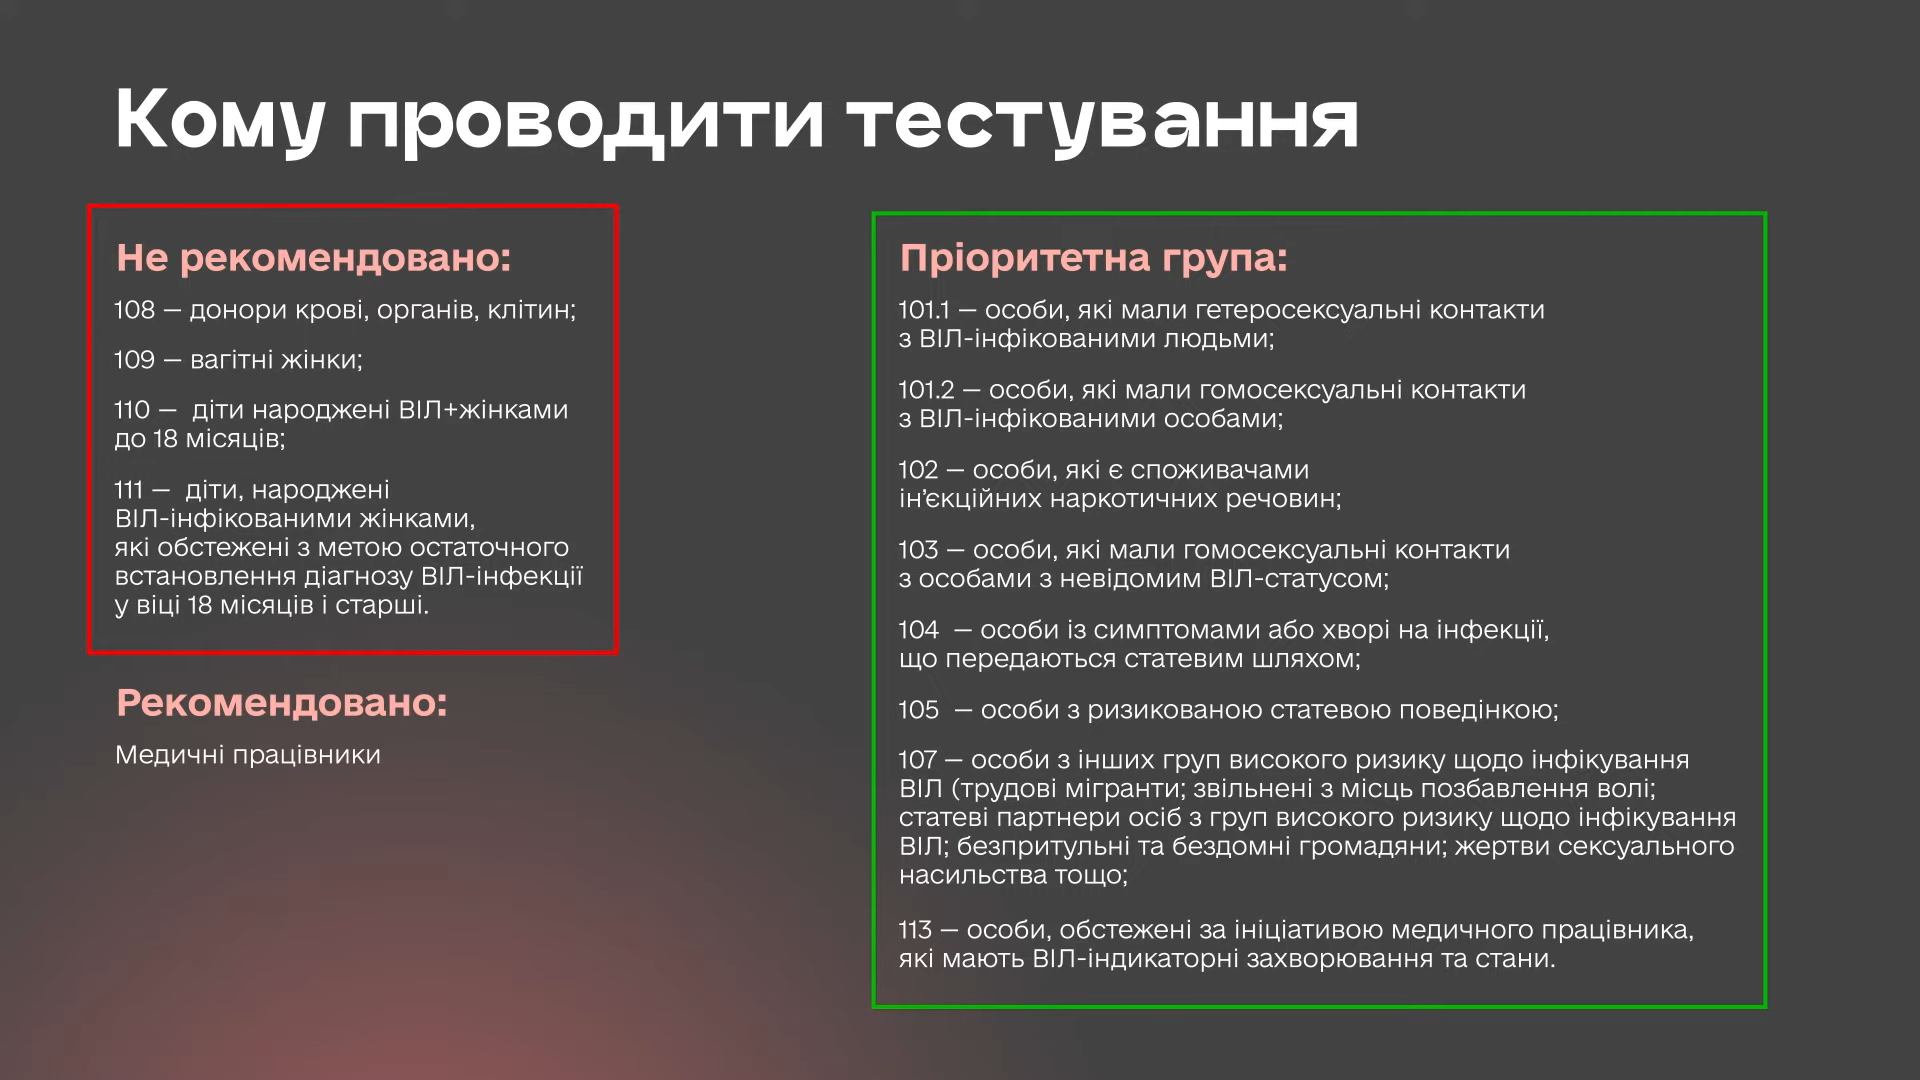 Кому проводити тестування
Не рекомендовано:
108 — донори крові, органів, клітин;
109 — вагітні жінки;
110 — діти народжені ВІЛ+жінками
до 18 місяців;
111 — діти, народжені
ВІЛ-інфікованими жінками,
які обстежені з метою остаточного
встановлення діагнозу ВІЛ-інфекції
у віці 18 місяців і старші.
Рекомендовано:
Медичні працівники
Пріоритетна група:
101.1 — особи, які мали гетеросексуальні контакти
з ВІЛ-інфікованими людьми;
101.2 — особи, які мали гомосексуальні контакти
з ВІЛ-інфікованими особами;
102 — особи, які є споживачами
ін’єкційних наркотичних речовин;
103 — особи, які мали гомосексуальні контакти
з особами з невідомим ВІЛ-статусом;
104 — особи із симптомами або хворі на інфекції,
що передаються статевим шляхом;
105 — особи з ризикованою статевою поведінкою;
107 — особи з інших груп високого ризику щодо інфікування
ВІЛ (трудові мігранти; звільнені з місць позбавлення волі;
статеві партнери осіб з груп високого ризику щодо інфікування
ВІЛ; безпритульні та бездомні громадяни; жертви сексуального
насильства тощо;
113 — особи, обстежені за ініціативою медичного працівника,
які мають ВІЛ-індикаторні захворювання та стани.